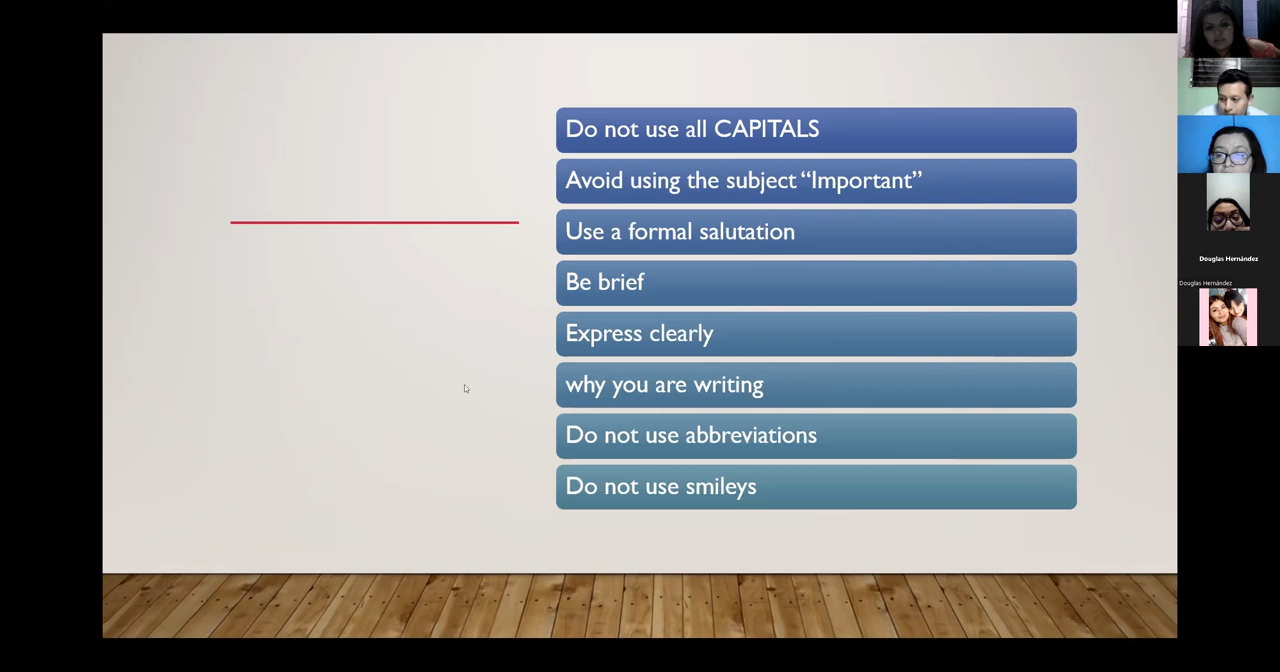 Do not use all CAPITALS
Avoid using the subject “Important”
Use a formal salutation
Be brief
Express clearly
why you are writing
Do not use abbreviations
Do not use smileys
Douglas Hernández
Douglas Hernández